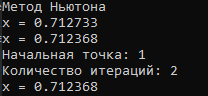 Метод Ньютона
x = 0.712733
x = 0.712368
Начальная точка: 1
Количество итераций: 2
x = 0.712368